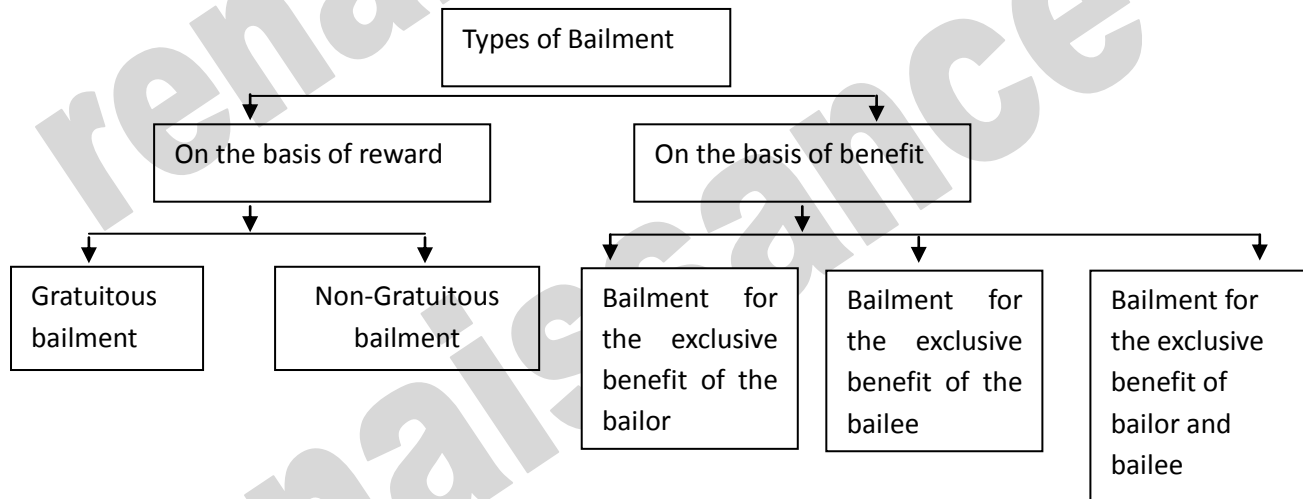 Types of Bailment
On the basis of reward
On the basis of benefit
Gratuitous
bailment
Non-Gratuitous
bailment
Bailment for
the exclusive
benefit of the
bailor
Bailment for
the exclusive
benefit of the
bailee
Bailment for
the exclusive
benefit of
bailor and
bailee
renaissance